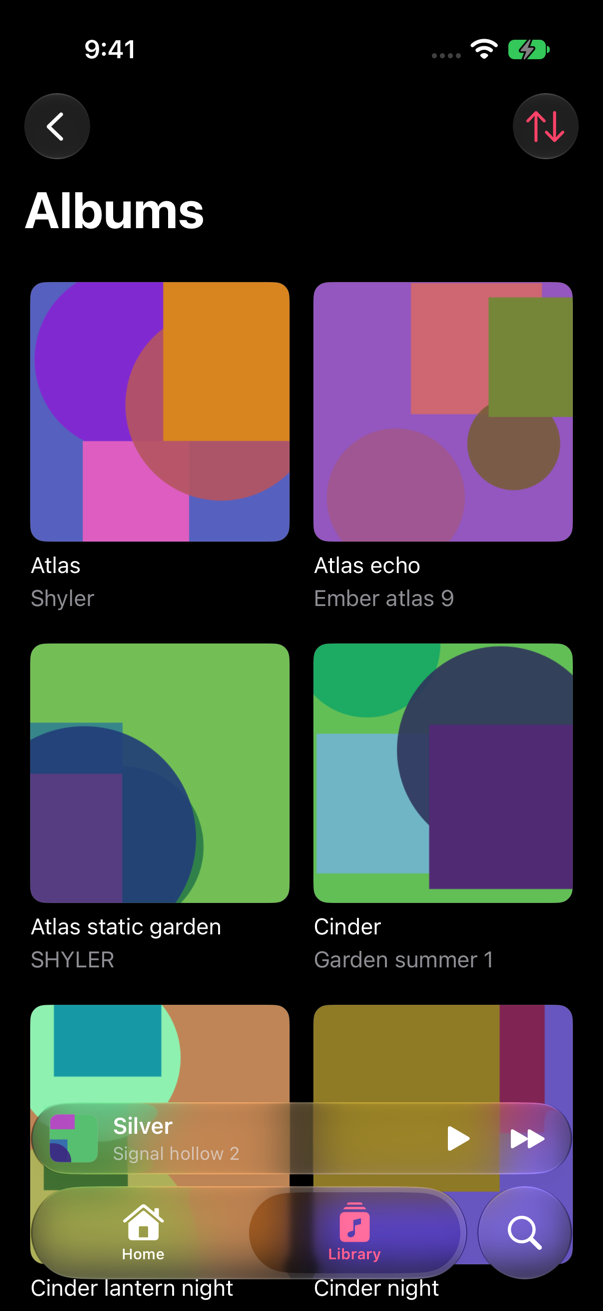 9:41
Albums
Atlas
Shyler
Atlas echo
Ember atlas 9
Atlas static garden
SHYLER
Cinder
Garden summer 1
Silver
Signal hollow 2
Home
Library
Cinder lantern night
Cinder night